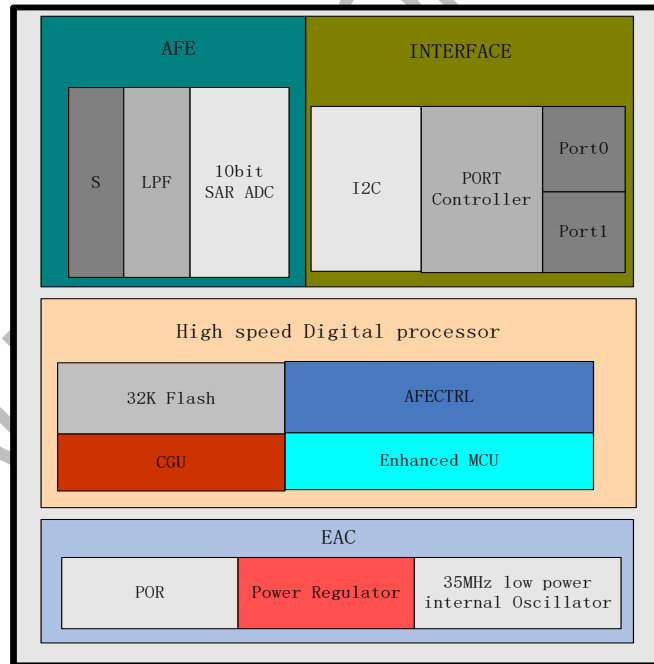 AFE
INTERFACE
S
LPF
10bit
SAR ADC
I2C
PORT
Controller
Port0
Port1
High speed Digital processor
32K Flash
AFECTRL
CGU
Enhanced MCU
EAC
POR
Power Regulator
35MHz low power
internal Oscillator